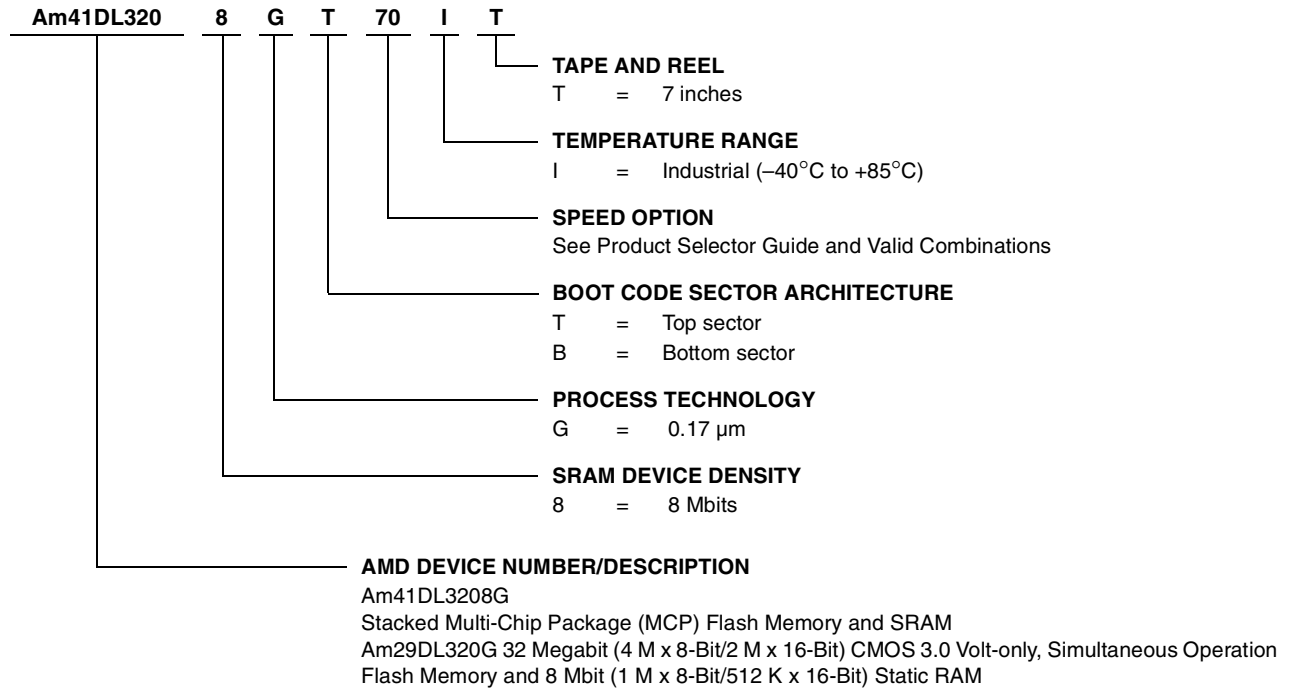 Am41DL320 8 G T 70 I T
TAPE AND REEL
T = 7 inches
TEMPERATURE RANGE
I = Industrial (–40°C to +85°C)
SPEED OPTION
See Product Selector Guide and Valid Combinations
BOOT CODE SECTOR ARCHITECTURE
T = Top sector
B = Bottom sector
PROCESS TECHNOLOGY
G = 0.17 µm
SRAM DEVICE DENSITY
8 = 8 Mbits
AMD DEVICE NUMBER/DESCRIPTION
Am41DL3208G
Stacked Multi-Chip Package (MCP) Flash Memory and SRAM
Am29DL320G 32 Megabit (4 M x 8-Bit/2 M x 16-Bit) CMOS 3.0 Volt-only, Simultaneous Operation
Flash Memory and 8 Mbit (1 M x 8-Bit/512 K x 16-Bit) Static RAM